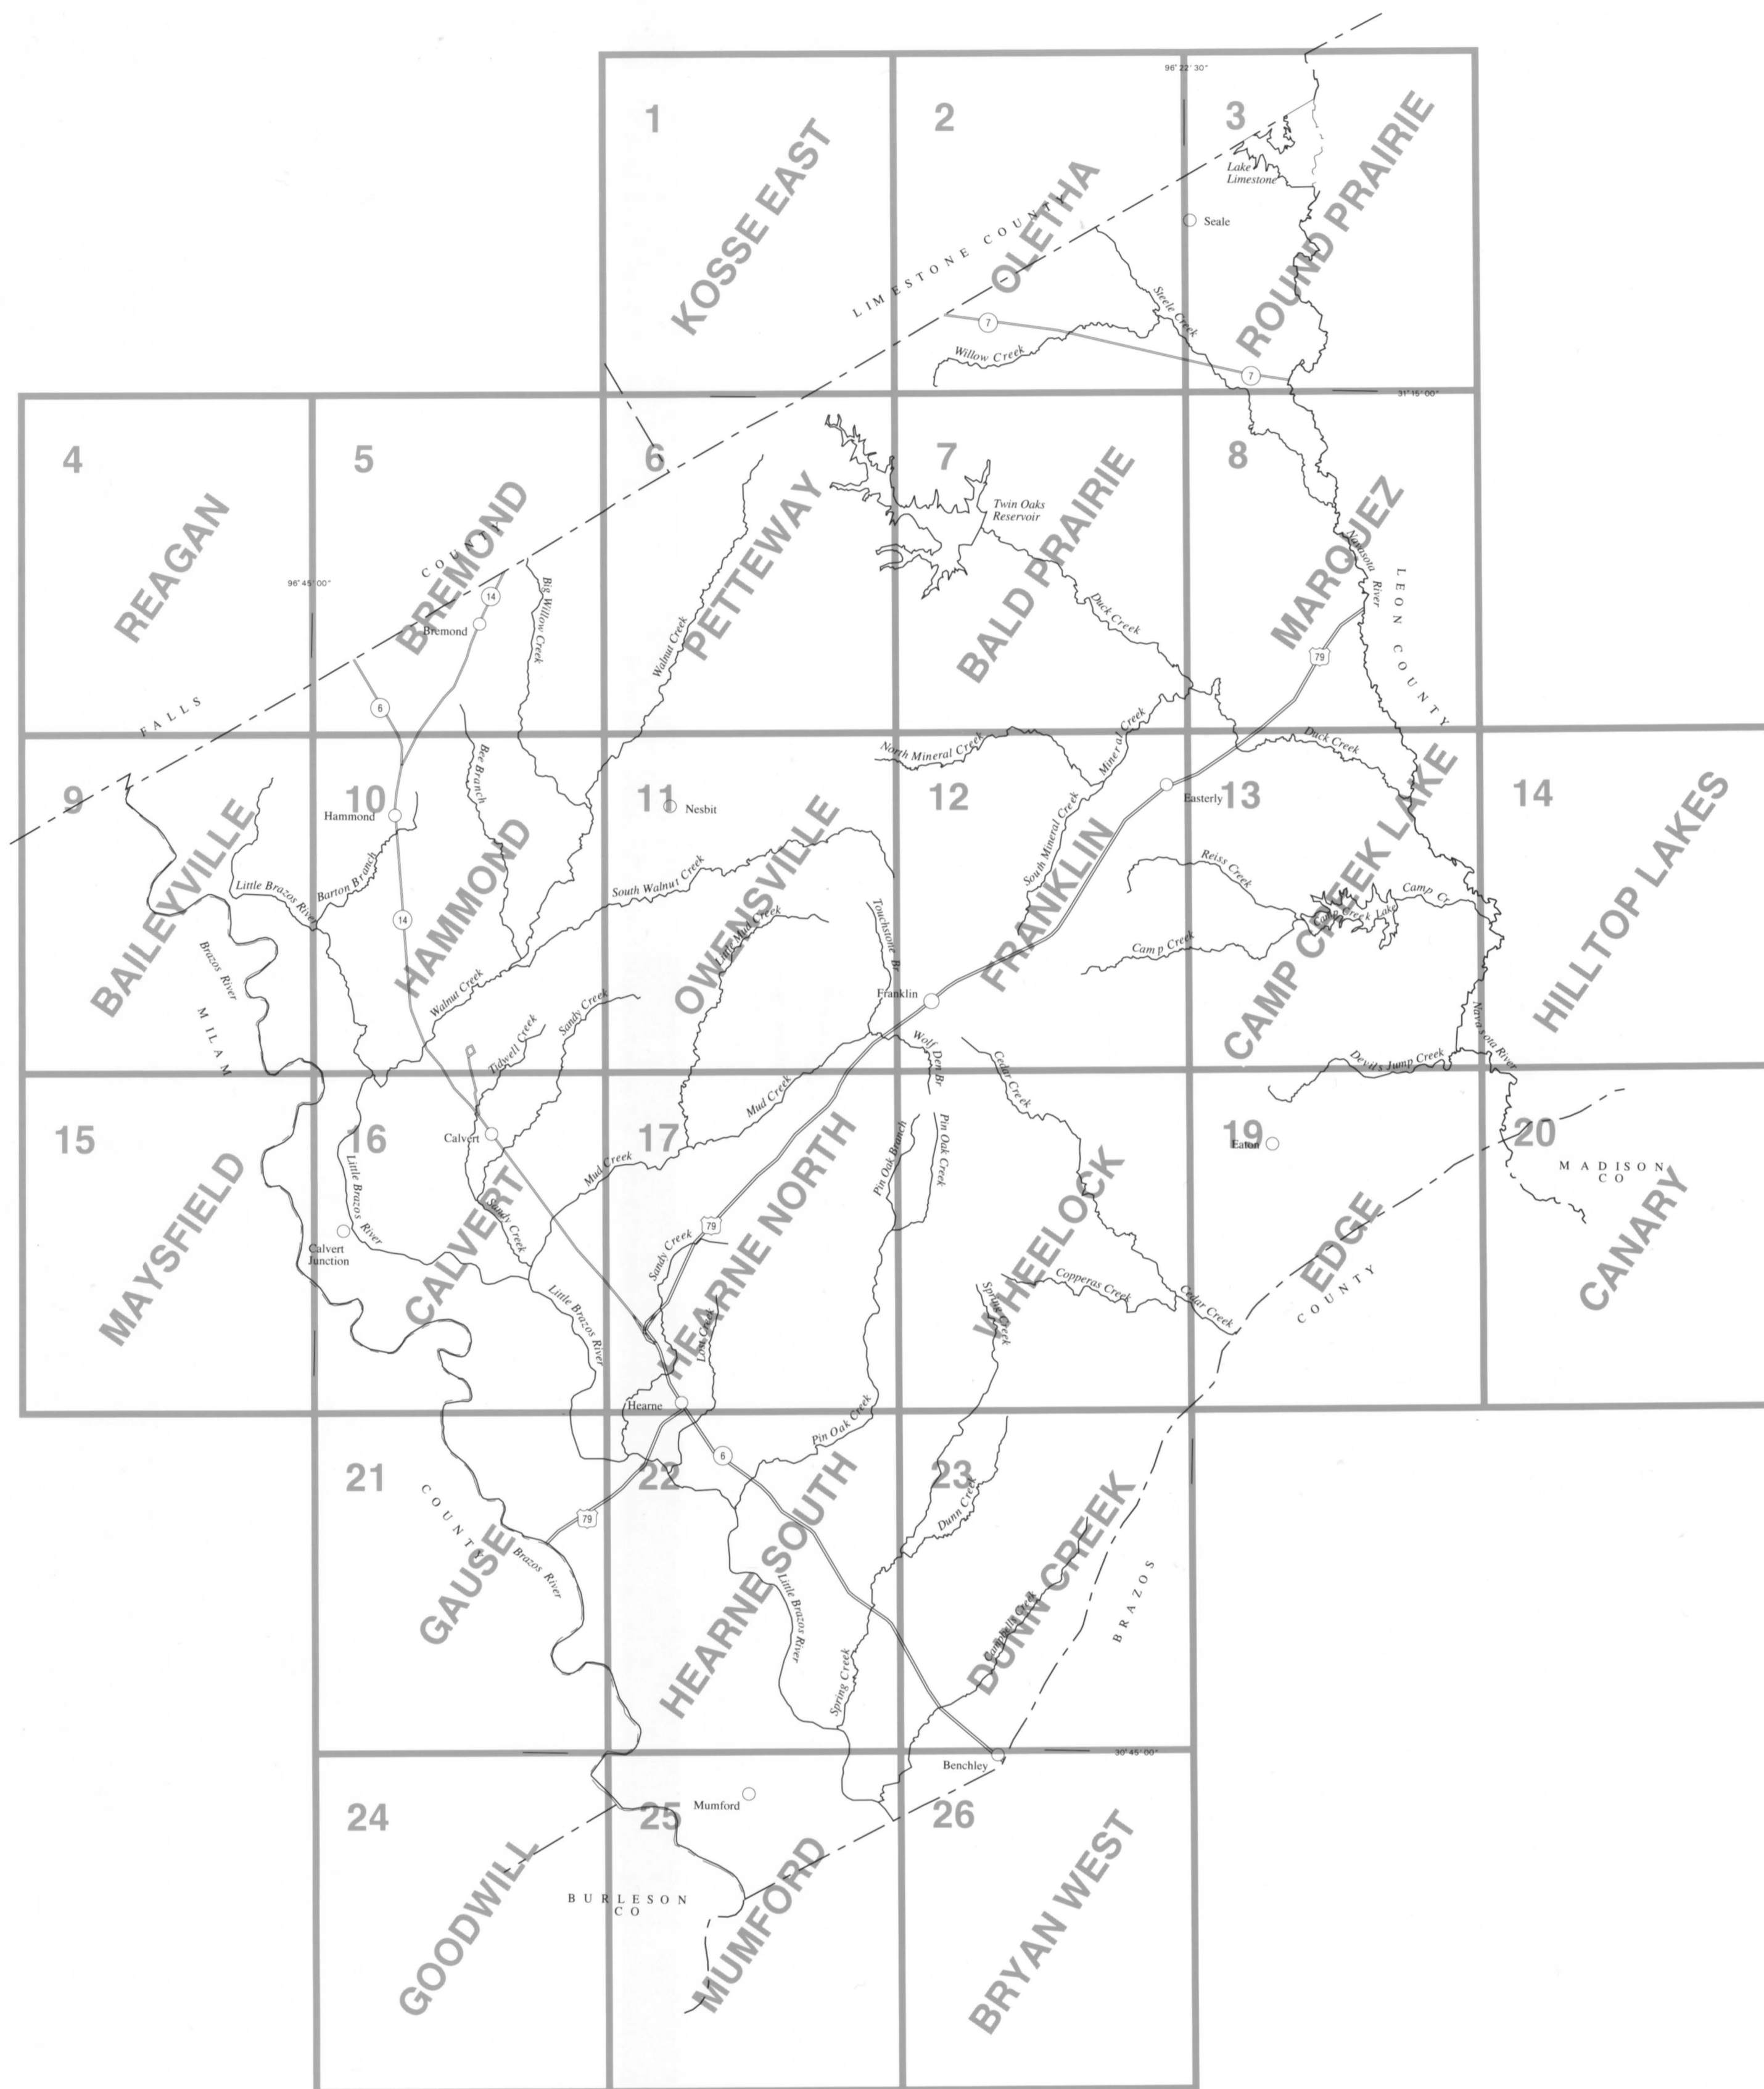 96° 22' 30"
1
2
3
KOSSE EAST
OLETHA
ROUND PRAIRIE
Lake
Limestone
Seale
LIMESTONE COUNTY
Steele Creek
7
Willow Creek
7
31° 15' 00"
4
5
6
7
8
REAGAN
BREMOND
PETTEWAY
BALD PRAIRIE
MARQUEZ
Twin Oaks
Reservoir
COUNTY
96° 45' 00"
14
Bremond
Big Willow Creek
Walnut Creek
Duck Creek
Navasota River
LEON COUNTY
79
FALLS
6
9
10
11
12
13
14
BAILEYVILLE
HAMMOND
OWENSVILLE
FRANKLIN
CAMP CREEK LAKE
HILLTOP LAKES
Bee Branch
North Mineral Creek
Mineral Creek
Duck Creek
Hammond
Nesbit
Easterly
South Mineral Creek
Little Brazos River
Barton Branch
South Walnut Creek
Reiss Creek
Camp Cr
Camp Creek Lake
14
Little Mud Creek
Touchstone Br
Camp Creek
Brazos River
MILAM
Walnut Creek
Sandy Creek
Tidwell Creek
Franklin
Wolf Den Br
Cedar Creek
Navasota River
Devils Jump Creek
15
16
17
19
20
MAYSFIELD
CALVERT
HEARNE NORTH
WHEELOCK
EDGE
CANARY
Mud Creek
Calvert
Mud Creek
Pin Oak Branch
Pin Oak Creek
Eaton
MADISON
CO
Little Brazos River
Sandy Creek
Calvert
Junction
79
Sandy Creek
Little Brazos River
Lost Creek
Spring Creek
Copperas Creek
Cedar Creek
COUNTY
Hearne
Pin Oak Creek
6
21
22
23
GAUSE
HEARNE SOUTH
DUNN CREEK
COUNTY
79
Brazos River
Dunn Creek
Little Brazos River
Spring Creek
Campbells Creek
BRAZOS
30° 45' 00"
Benchley
Mumford
24
25
26
GOODWILL
MUMFORD
BRYAN WEST
BURLESON
CO